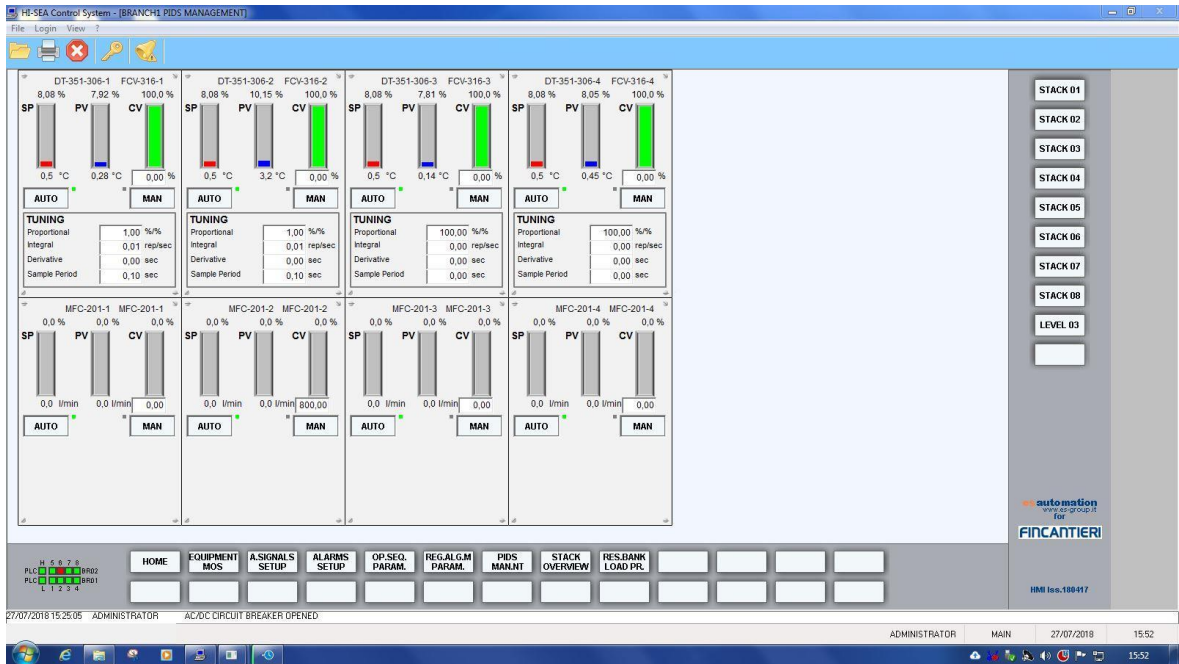 HI-SEA Control System - [BRANCH1 PIDS MANAGEMENT]
File Login View ?
DT-351-306-1 FCV-316-1
8,08 % 7,92 % 100,0 %
SP PV CV
0,5 °C 0,28 °C 0,00 %
AUTO MAN
TUNING
Proportional 1,00 %/%
Integral 0,01 rep/sec
Derivative 0,00 sec
Sample Period 0,10 sec
DT-351-306-2 FCV-316-2
8,08 % 10,15 % 100,0 %
SP PV CV
0,5 °C 3,2 °C 0,00 %
AUTO MAN
TUNING
Proportional 1,00 %/%
Integral 0,01 rep/sec
Derivative 0,00 sec
Sample Period 0,10 sec
DT-351-306-3 FCV-316-3
8,08 % 7,81 % 100,0 %
SP PV CV
0,5 °C 0,14 °C 0,00 %
AUTO MAN
TUNING
Proportional 100,00 %/%
Integral 0,00 rep/sec
Derivative 0,00 sec
Sample Period 0,00 sec
DT-351-306-4 FCV-316-4
8,08 % 8,05 % 100,0 %
SP PV CV
0,5 °C 0,45 °C 0,00 %
AUTO MAN
TUNING
Proportional 100,00 %/%
Integral 0,00 rep/sec
Derivative 0,00 sec
Sample Period 0,00 sec
MFC-201-1 MFC-201-1
0,0 % 0,0 % 0,0 %
SP PV CV
0,0 l/min 0,0 l/min 0,00
AUTO MAN
MFC-201-2 MFC-201-2
0,0 % 0,0 % 0,0 %
SP PV CV
0,0 l/min 0,0 l/min 800,00
AUTO MAN
MFC-201-3 MFC-201-3
0,0 % 0,0 % 0,0 %
SP PV CV
0,0 l/min 0,0 l/min 0,00
AUTO MAN
MFC-201-4 MFC-201-4
0,0 % 0,0 % 0,0 %
SP PV CV
0,0 l/min 0,0 l/min 0,00
AUTO MAN
STACK 01
STACK 02
STACK 03
STACK 04
STACK 05
STACK 06
STACK 07
STACK 08
LEVEL 03
es automation
www.es-group.it
for
FINCANTIERI
HMI Iss.180417
H 5 6 7 8
PLC BR02
PLC BR01
L 1 2 3 4
HOME
EQUIPMENT
MOS
A.SIGNALS
SETUP
ALARMS
SETUP
OP.SEQ.
PARAM.
REG.ALG.M
PARAM.
PIDS
MAN.NT
STACK
OVERVIEW
RES.BANK
LOAD PR.
27/07/2018 15:25:05 ADMINISTRATOR AC/DC CIRCUIT BREAKER OPENED
ADMINISTRATOR MAIN 27/07/2018 15:52
15:52